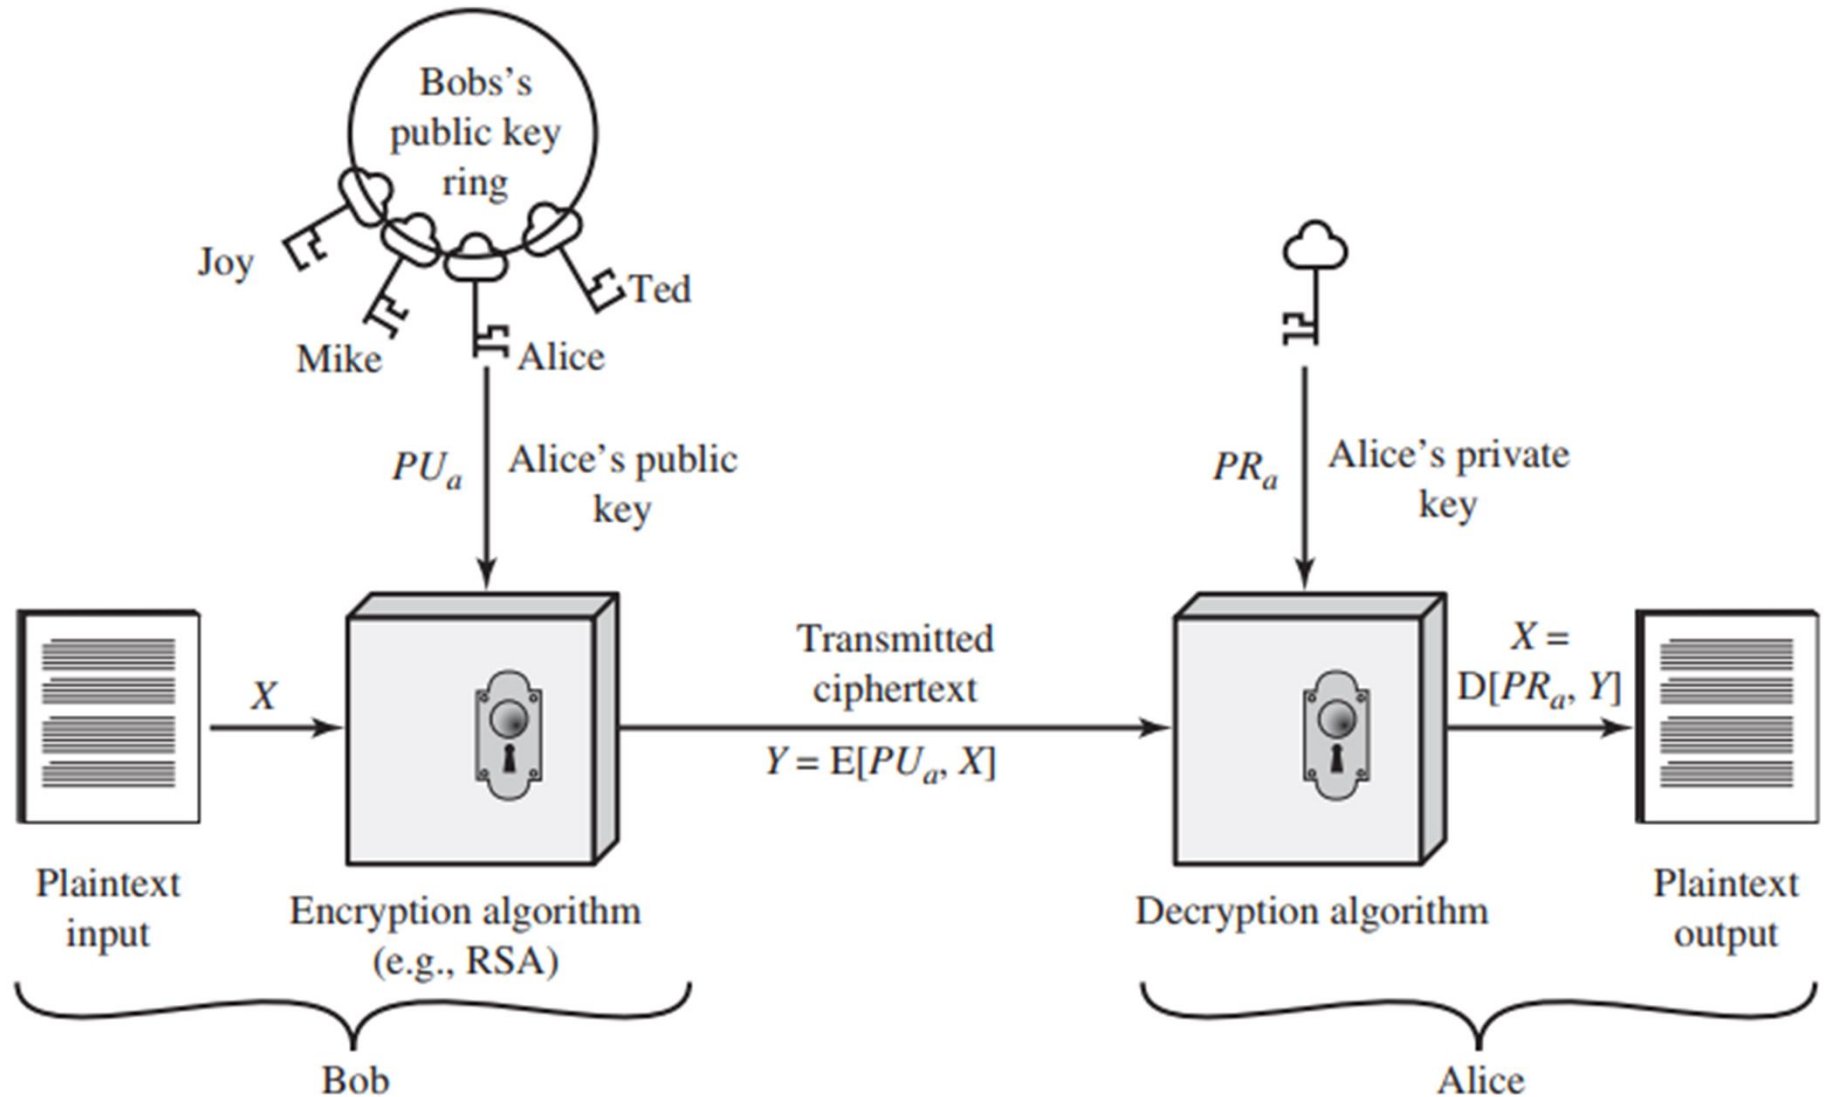 Bobs's
public key
ring
Joy
Mike
Alice
Ted
PUa
Alice's public
key
PRa
Alice's private
key
X
Transmitted
ciphertext
Y = E[PUa, X]
X =
D[PRa, Y]
Plaintext
input
Encryption algorithm
(e.g., RSA)
Decryption algorithm
Plaintext
output
Bob
Alice